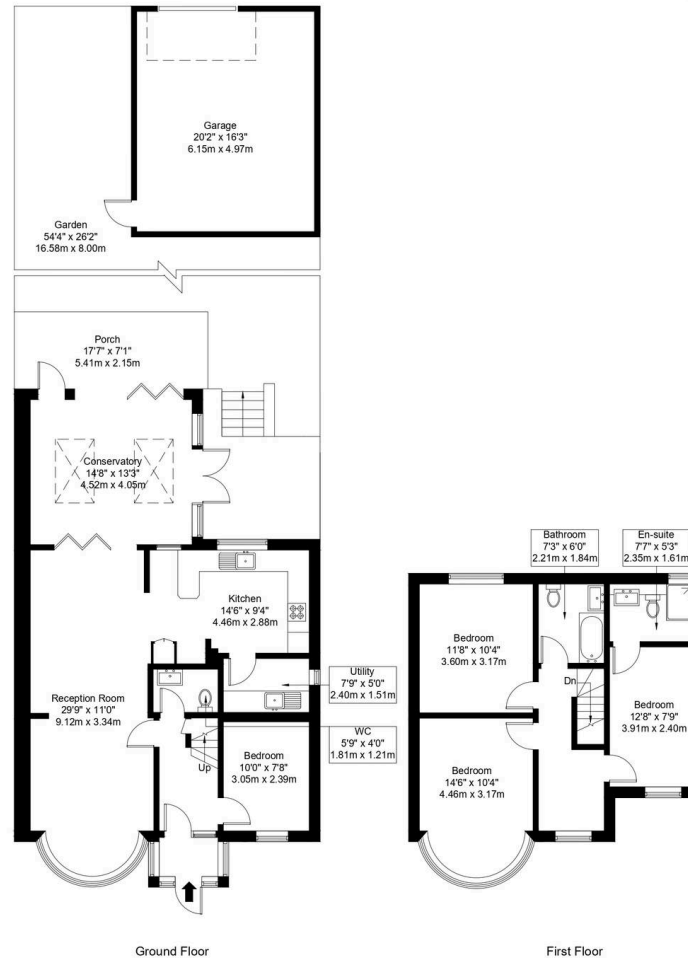 Garage
20'2" x 16'3"
6.15m x 4.97m
Garden
54'4" x 26'2"
16.58m x 8.00m
Porch
17'7" x 7'1"
5.41m x 2.15m
Conservatory
14'8" x 13'3"
4.52m x 4.05m
Kitchen
14'6" x 9'4"
4.46m x 2.88m
Utility
7'9" x 5'0"
2.40m x 1.51m
Reception Room
29'9" x 11'0"
9.12m x 3.34m
WC
5'9" x 4'0"
1.81m x 1.21m
Up
Bedroom
10'0" x 7'8"
3.05m x 2.39m
Ground Floor
Bathroom
7'3" x 6'0"
2.21m x 1.84m
En-suite
7'7" x 5'3"
2.35m x 1.61m
Bedroom
11'8" x 10'4"
3.60m x 3.17m
Dn
Bedroom
12'8" x 7'9"
3.91m x 2.40m
Bedroom
14'6" x 10'4"
4.46m x 3.17m
First Floor